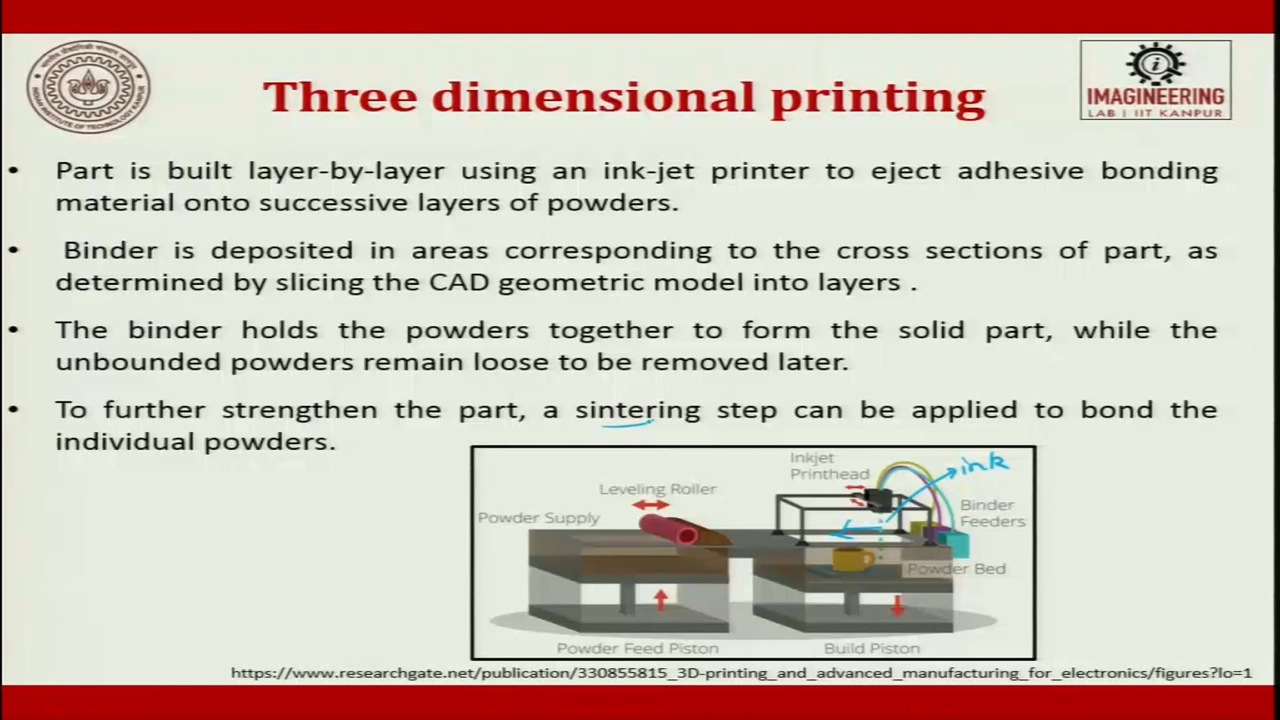 IMAGINEERING
LAB | IIT KANPUR
Three dimensional printing
• Part is built layer-by-layer using an ink-jet printer to eject adhesive bonding
material onto successive layers of powders.
• Binder is deposited in areas corresponding to the cross sections of part, as
determined by slicing the CAD geometric model into layers .
• The binder holds the powders together to form the solid part, while the
unbounded powders remain loose to be removed later.
• To further strengthen the part, a sintering step can be applied to bond the
individual powders.
Inkjet
Printhead
ink
Leveling Roller
Powder Supply
Binder
Feeders
Powder Bed
Powder Feed Piston
Build Piston
https://www.researchgate.net/publication/330855815_3D-printing_and_advanced_manufacturing_for_electronics/figures?lo=1